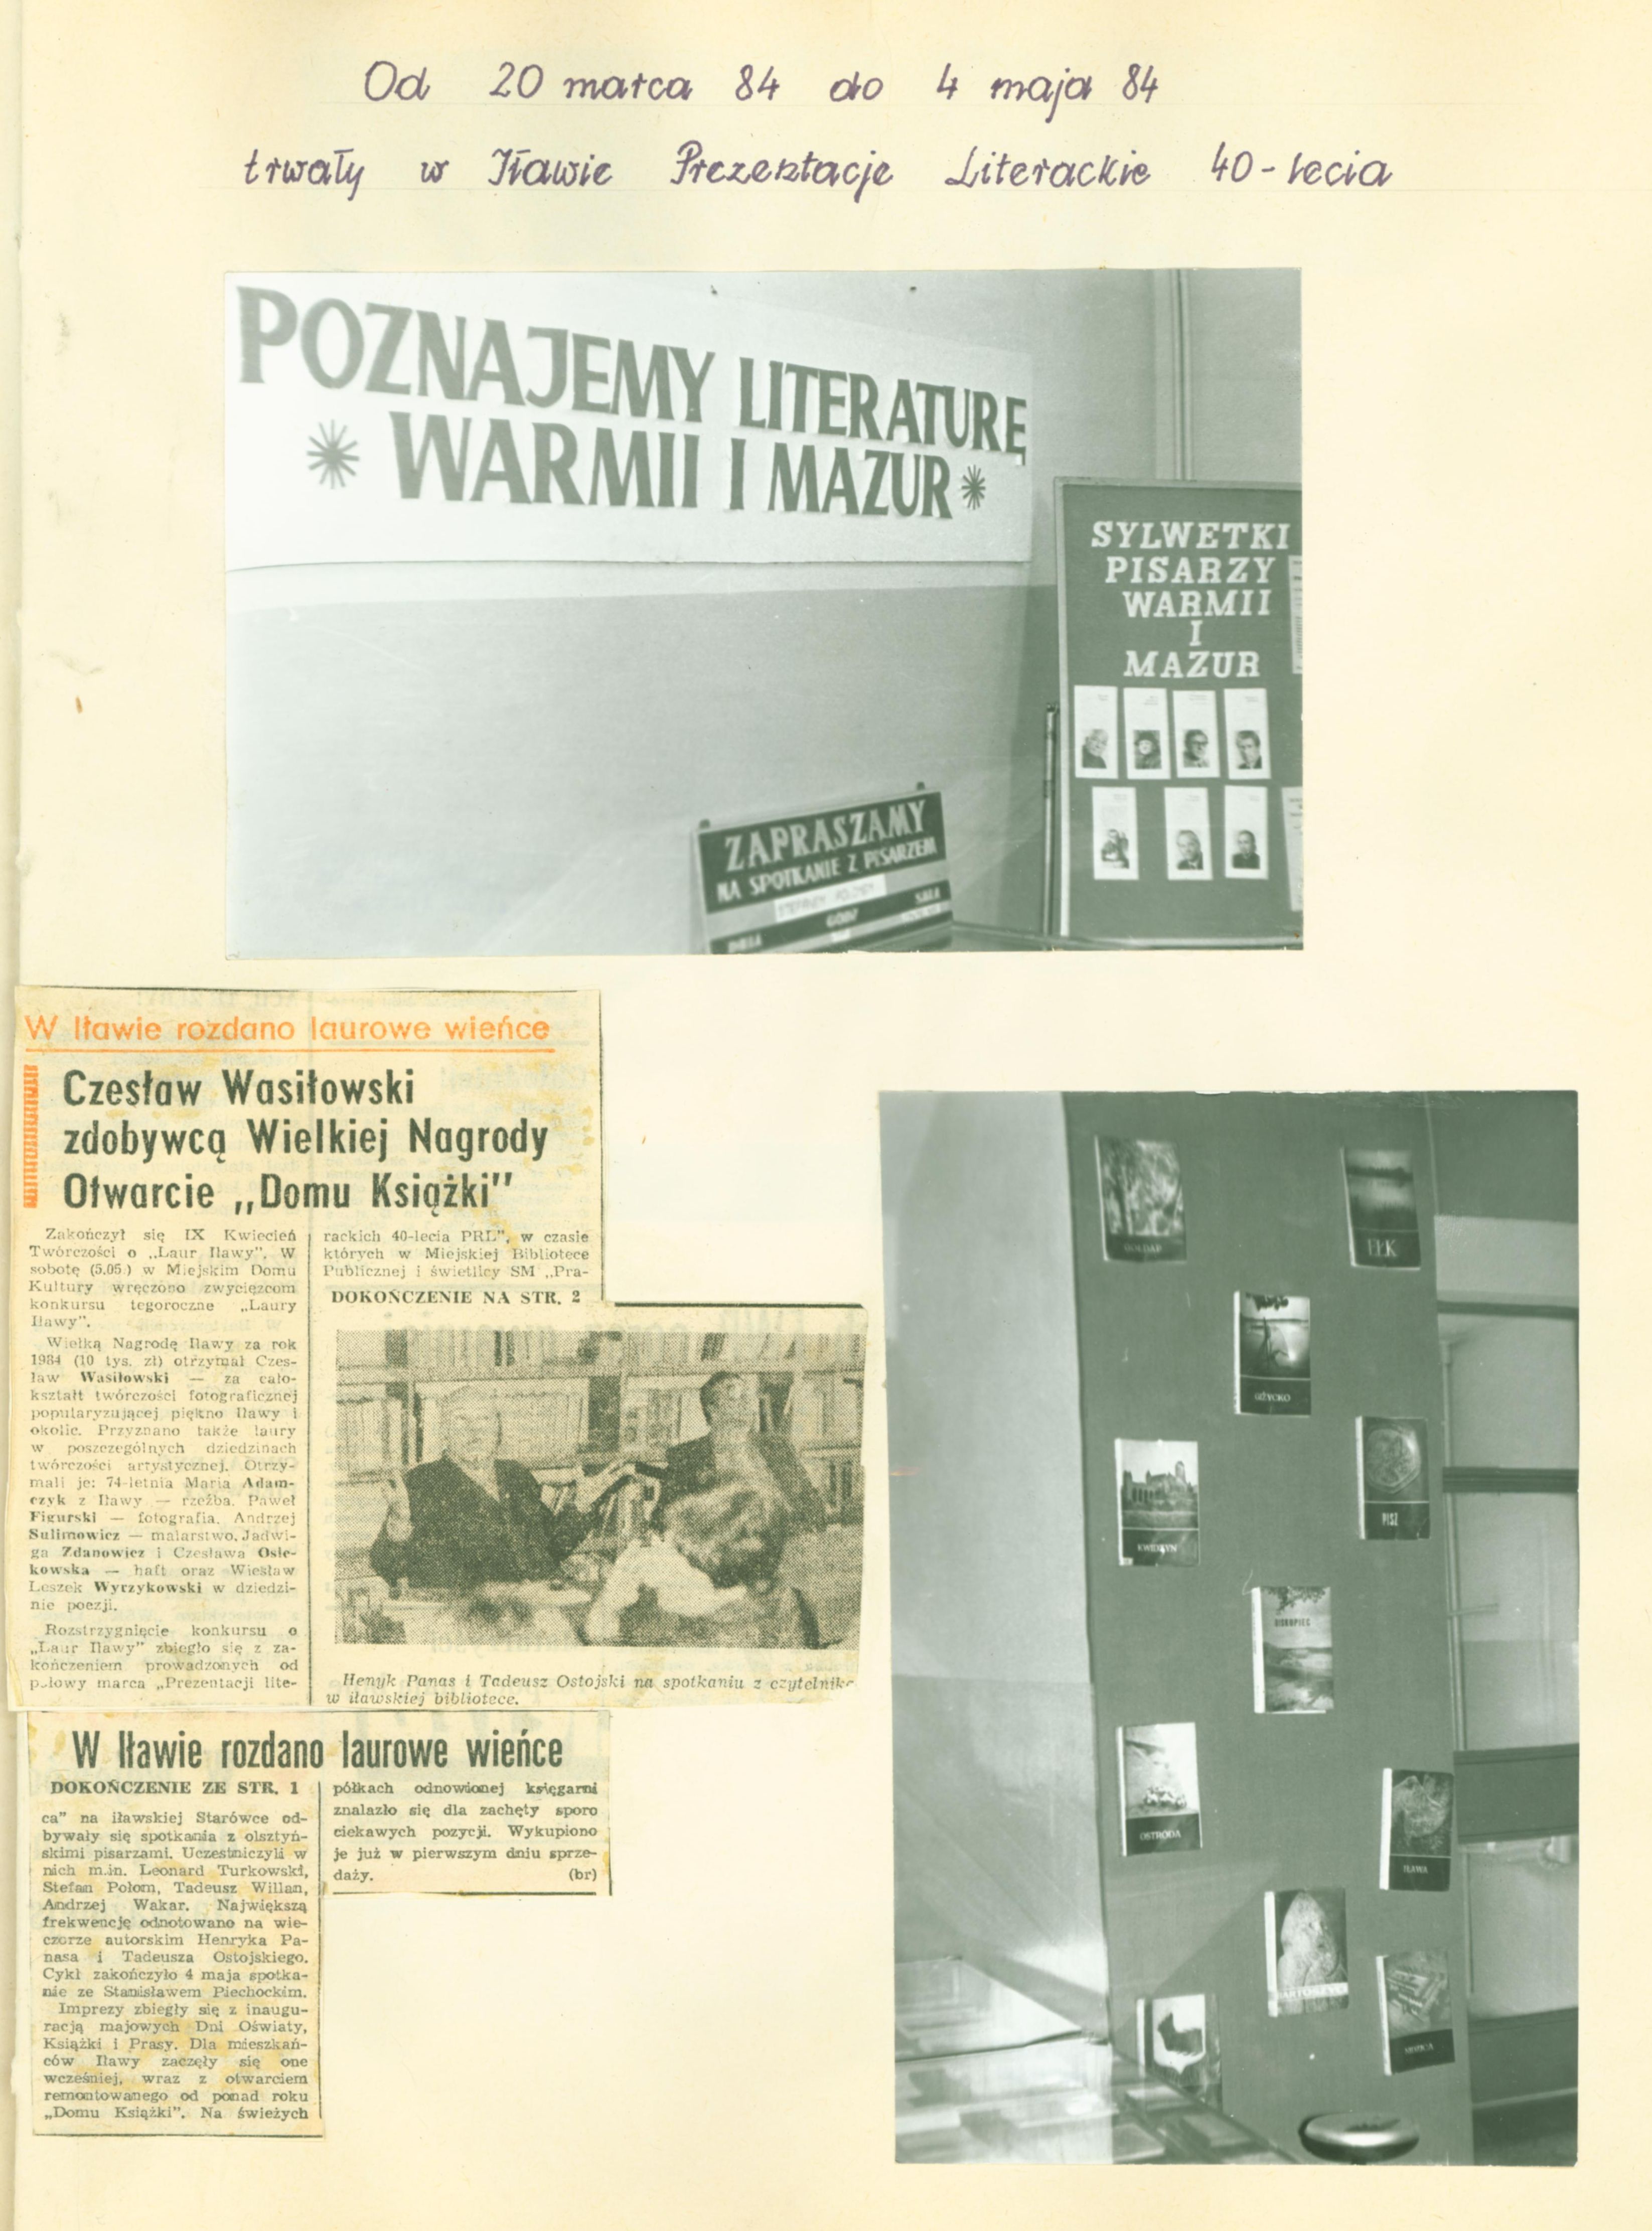 Od 20 marca 84 do 4 maja 84
trwały w Iławie Prezentacje Literackie 40-lecia
POZNAJEMY LITERATURĘ
* WARMII I MAZUR *
SYLWETKI
PISARZY
WARMII
I
MAZUR
ZAPRASZAMY
NA SPOTKANIE Z PISARZEM
GODZ SALA
W Iławie rozdano laurowe wieńce
Czesław Wasiłowski
zdobywcą Wielkiej Nagrody
Otwarcie „Domu Książki”
Zakończył się IX Kwiecień
Twórczości o „Laur Iławy”. W
sobotę (5.05.) w Miejskim Domu
Kultury wręczono zwycięzcom
konkursu tegoroczne „Laury
Iławy”.
Wielką Nagrodę Iławy za rok
1984 (10 tys. zł) otrzymał Czes-
ław Wasiłowski — za cało-
kształt twórczości fotograficznej
popularyzującej piękno Iławy i
okolic. Przyznano także laury
w poszczególnych dziedzinach
twórczości artystycznej. Otrzy-
mali je: 74-letnia Maria Adam-
czyk z Iławy — rzeźba, Paweł
Figurski — fotografia, Andrzej
Sulimowicz — malarstwo, Jadwi-
ga Zdanowicz i Czesława Osie-
kowska — haft oraz Wiesław
Leszek Wyrzykowski w dziedzi-
nie poezji.
Rozstrzygnięcie konkursu o
„Laur Iławy” zbiegło się z za-
kończeniem prowadzonych od
połowy marca „Prezentacji lite-
rackich 40-lecia PRL”, w czasie
których w Miejskiej Bibliotece
Publicznej i świetlicy SM „Pra-
DOKOŃCZENIE NA STR. 2
Henyk Panas i Tadeusz Ostojski na spotkaniu z czytelnika
w iławskiej bibliotece.
W Iławie rozdano laurowe wieńce
DOKOŃCZENIE ZE STR. 1
ca” na iławskiej Starówce od-
bywały się spotkania z olsztyń-
skimi pisarzami. Uczestniczyli w
nich m.in. Leonard Turkowski,
Stefan Połom, Tadeusz Willan,
Andrzej Wakar. Największą
frekwencję odnotowano na wie-
czorze autorskim Henryka Pa-
nasa i Tadeusza Ostojskiego.
Cykl zakończyło 4 maja spotka-
nie ze Stanisławem Piechockim.
Imprezy zbiegły się z inaugu-
racją majowych Dni Oświaty,
Książki i Prasy. Dla mieszkań-
ców Iławy zaczęły się one
wcześniej, wraz z otwarciem
remontowanego od ponad roku
„Domu Książki”. Na świeżych
półkach odnowionej księgarni
znalazło się dla zachęty sporo
ciekawych pozycji. Wykupiono
je już w pierwszym dniu sprze-
daży. (br)
GOŁDAP
EŁK
GIŻYCKO
KWIDZYN
PISZ
BISKUPIEC
OSTRÓDA
IŁAWA
BARTOSZYCE